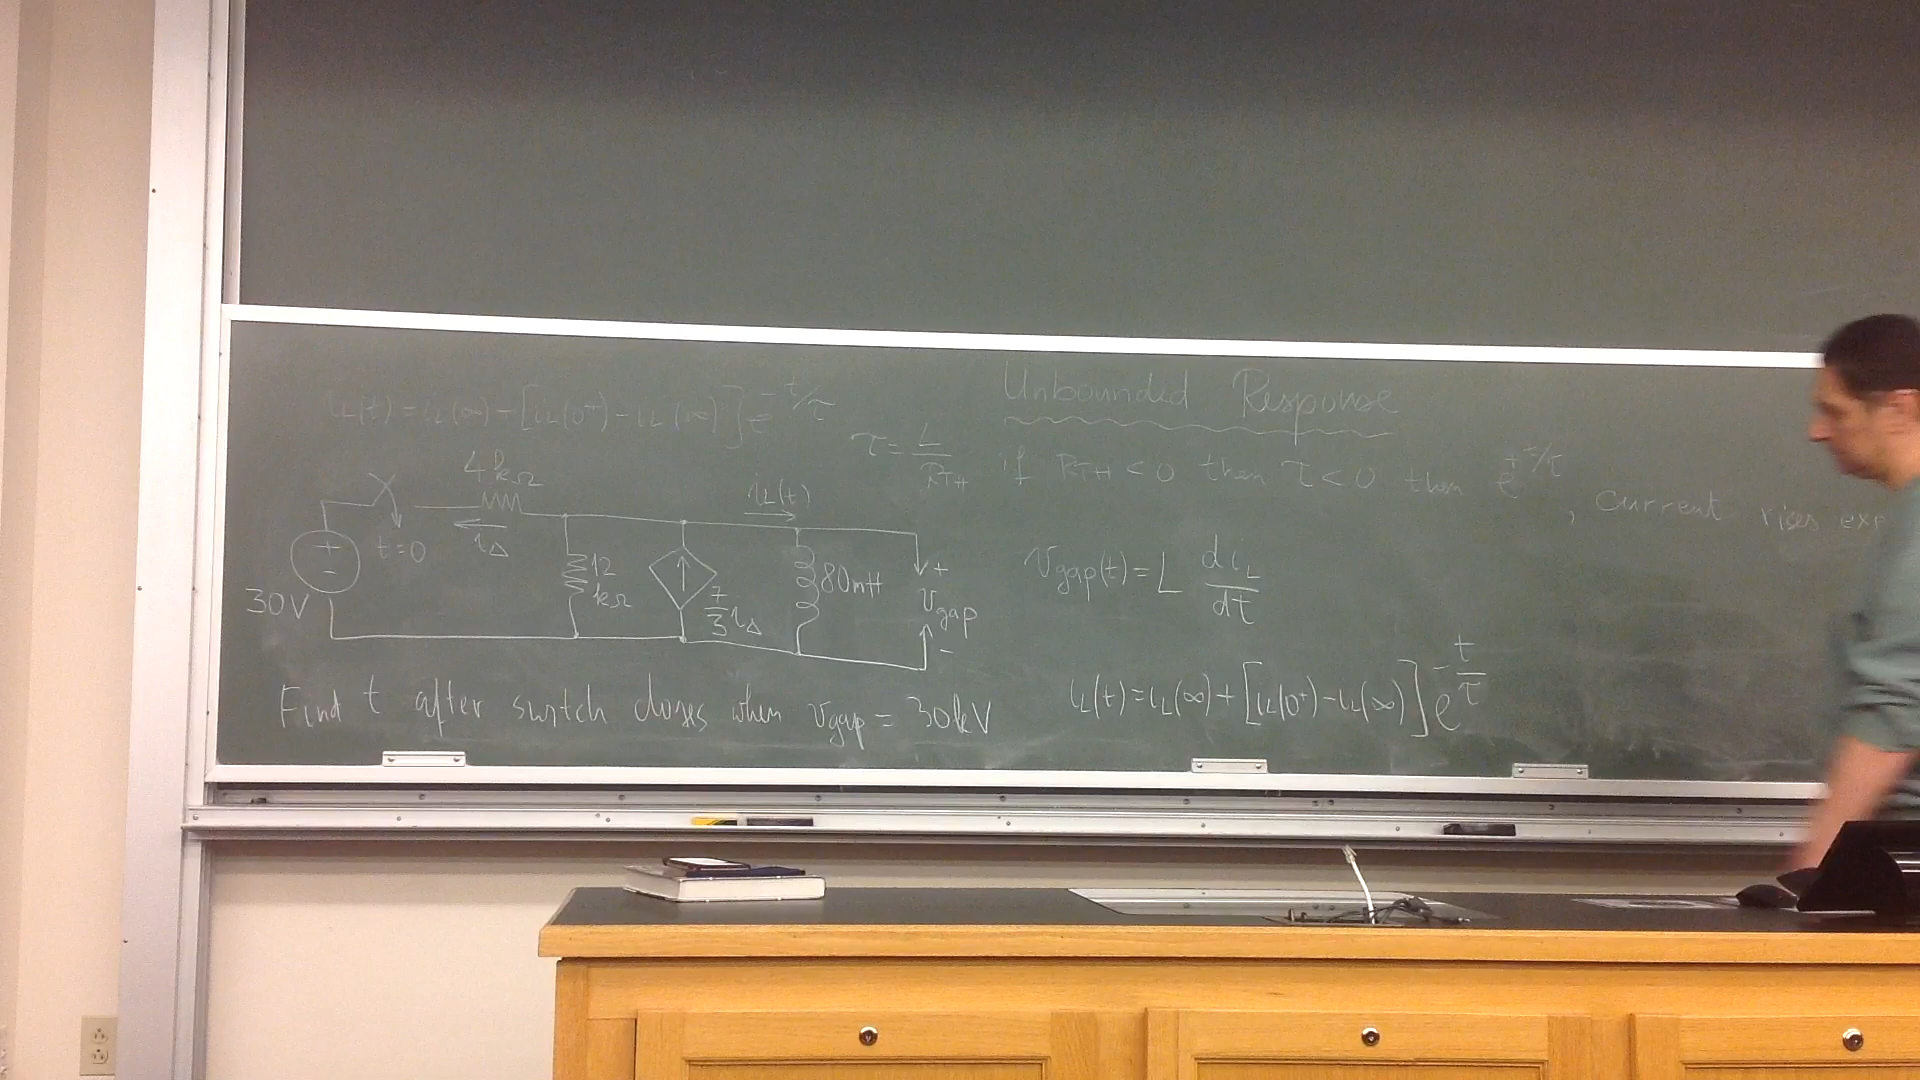 Unbounded Response
iL(t) = iL(∞) - [iL(0⁺) - iL(∞)] e^-t/τ
τ = L/RTH
if RTH < 0 then τ < 0 then e^+t/τ, current rises
4kΩ
iΔ
t=0
30V
+
-
12 kΩ
7/3 iΔ
iL(t)
80mH
+
vgap
-
vgap(t) = L diL/dt
iL(t) = iL(∞) + [iL(0⁺) - iL(∞)] e^-t/τ
Find t after switch closes when vgap = 30kV